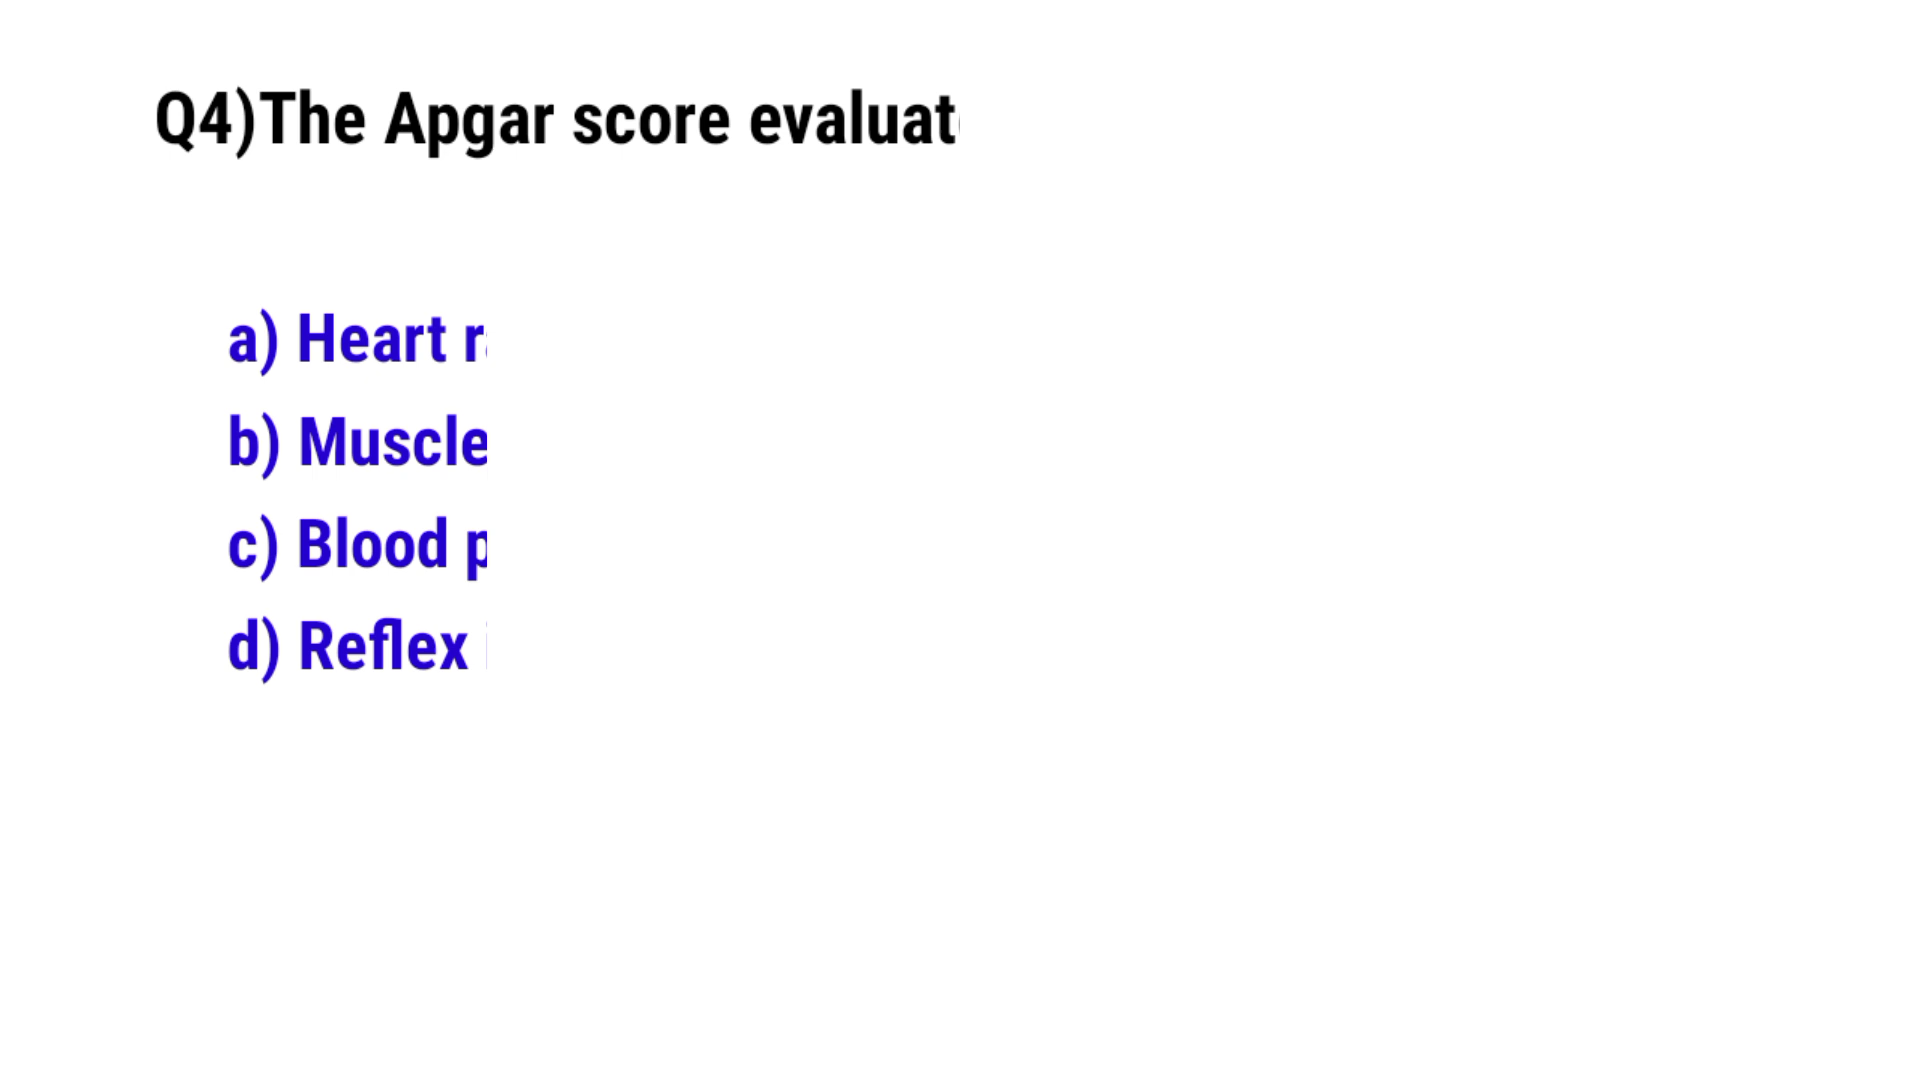 Q4)The Apgar score evaluat
a) Heart r
b) Muscle
c) Blood p
d) Reflex